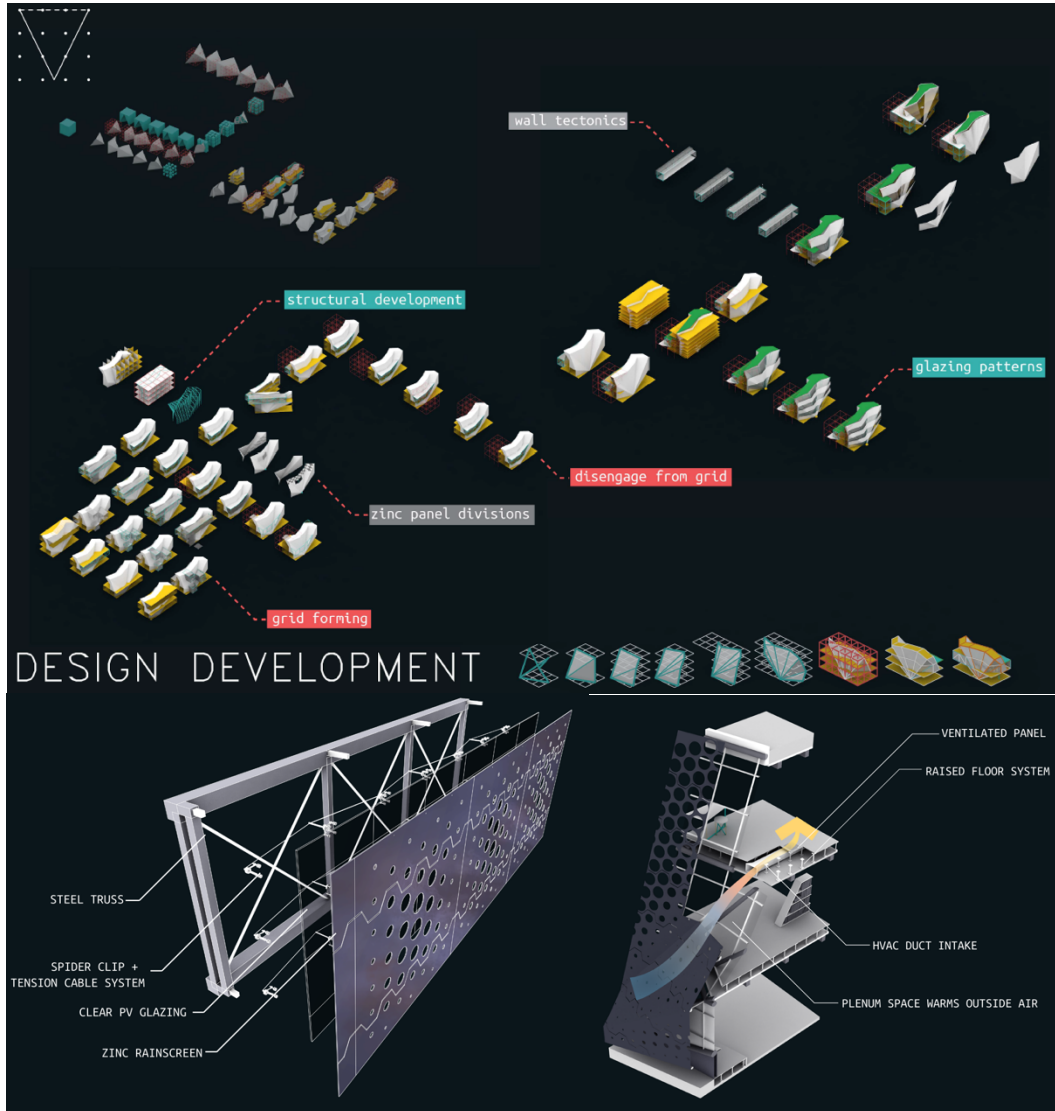 wall tectonics
structural development
glazing patterns
disengage from grid
zinc panel divisions
grid forming
DESIGN DEVELOPMENT
STEEL TRUSS
SPIDER CLIP +
TENSION CABLE SYSTEM
CLEAR PV GLAZING
ZINC RAINSCREEN
VENTILATED PANEL
RAISED FLOOR SYSTEM
HVAC DUCT INTAKE
PLENUM SPACE WARMS OUTSIDE AIR